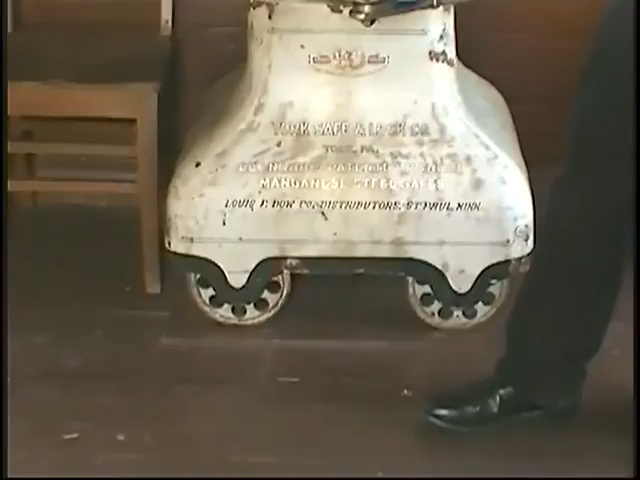 YORK SAFE & LOCK CO.
YORK, PA.
MANGANESE STEEL SAFES
LOUIS F. DOW CO. DISTRIBUTORS, ST. PAUL, MINN.